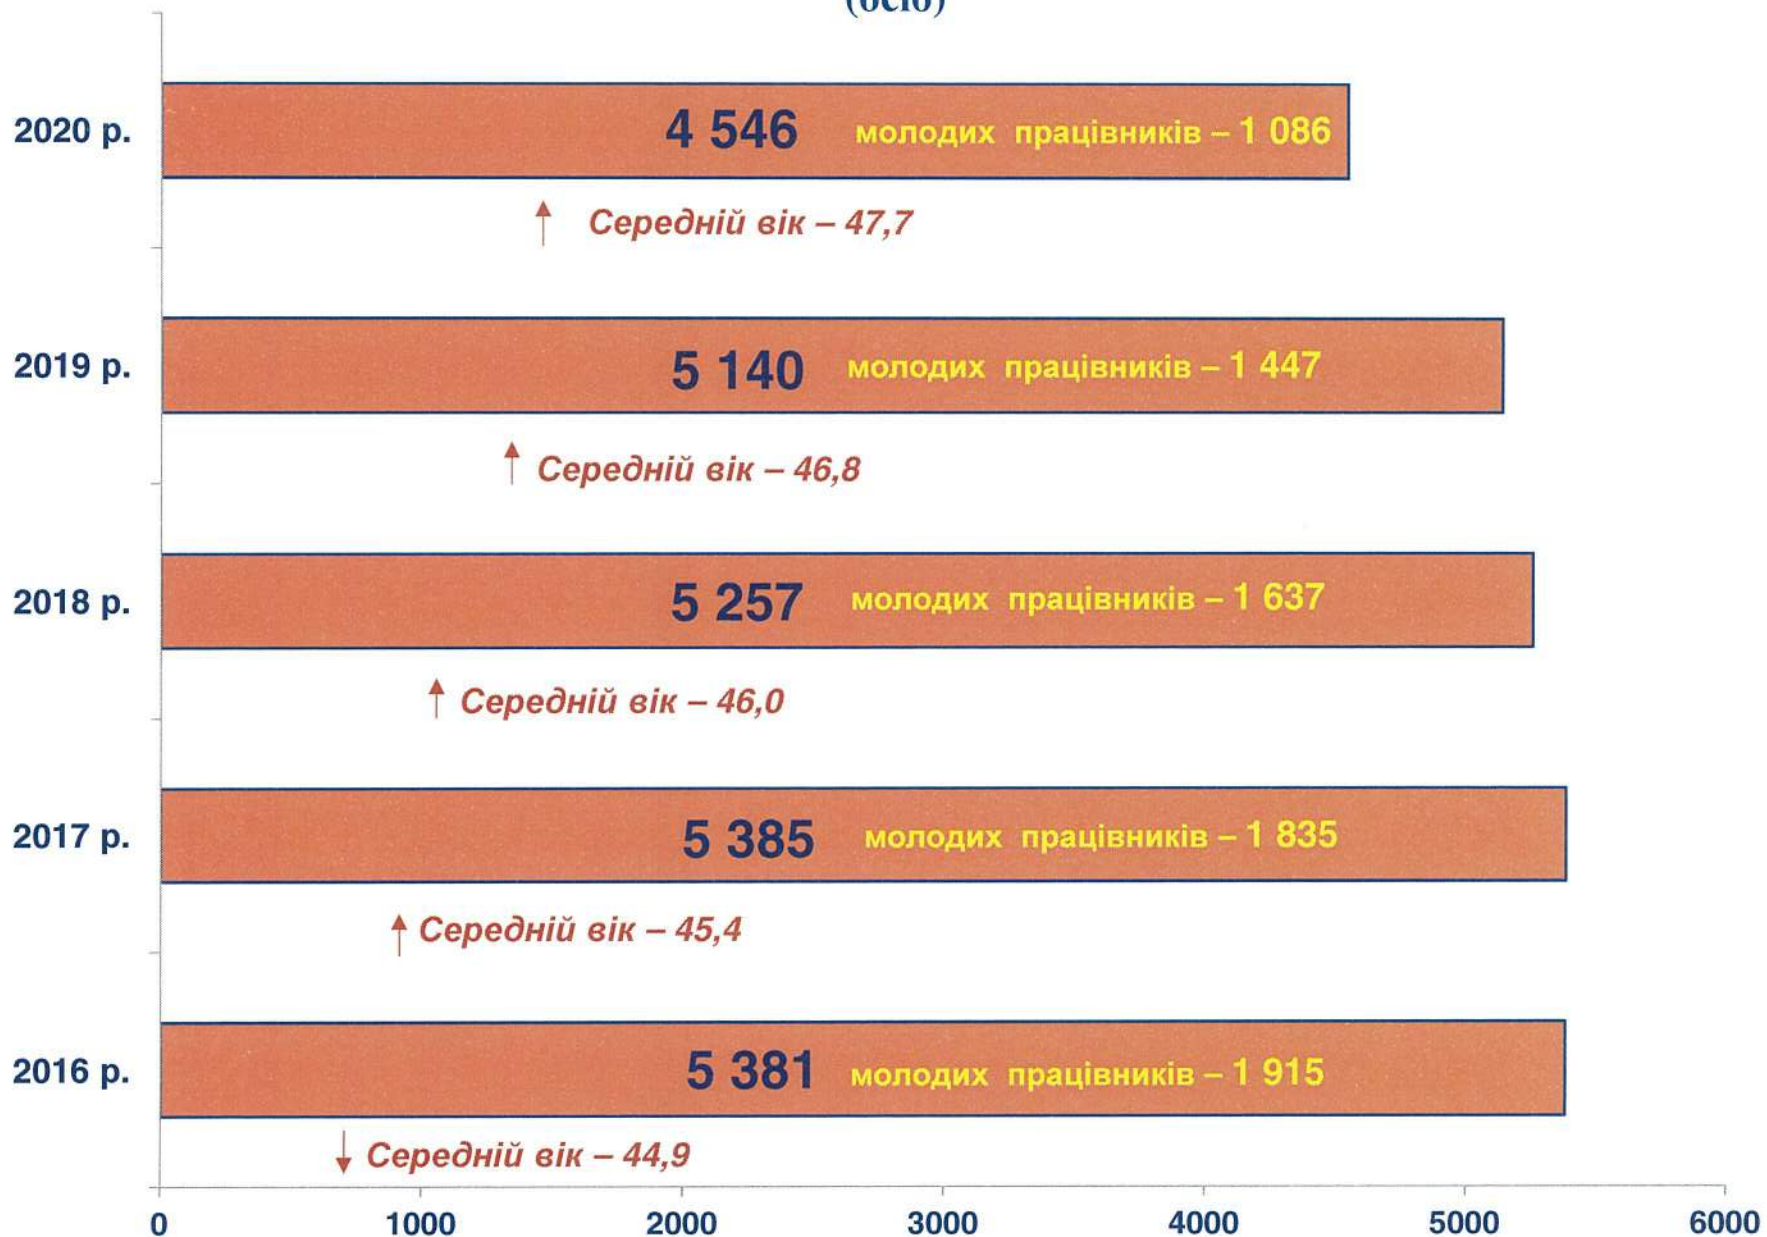 (осіб)
2020 р.
4 546 молодих працівників – 1 086
Середній вік – 47,7
2019 р.
5 140 молодих працівників – 1 447
Середній вік – 46,8
2018 р.
5 257 молодих працівників – 1 637
Середній вік – 46,0
2017 р.
5 385 молодих працівників – 1 835
Середній вік – 45,4
2016 р.
5 381 молодих працівників – 1 915
Середній вік – 44,9
0 1000 2000 3000 4000 5000 6000